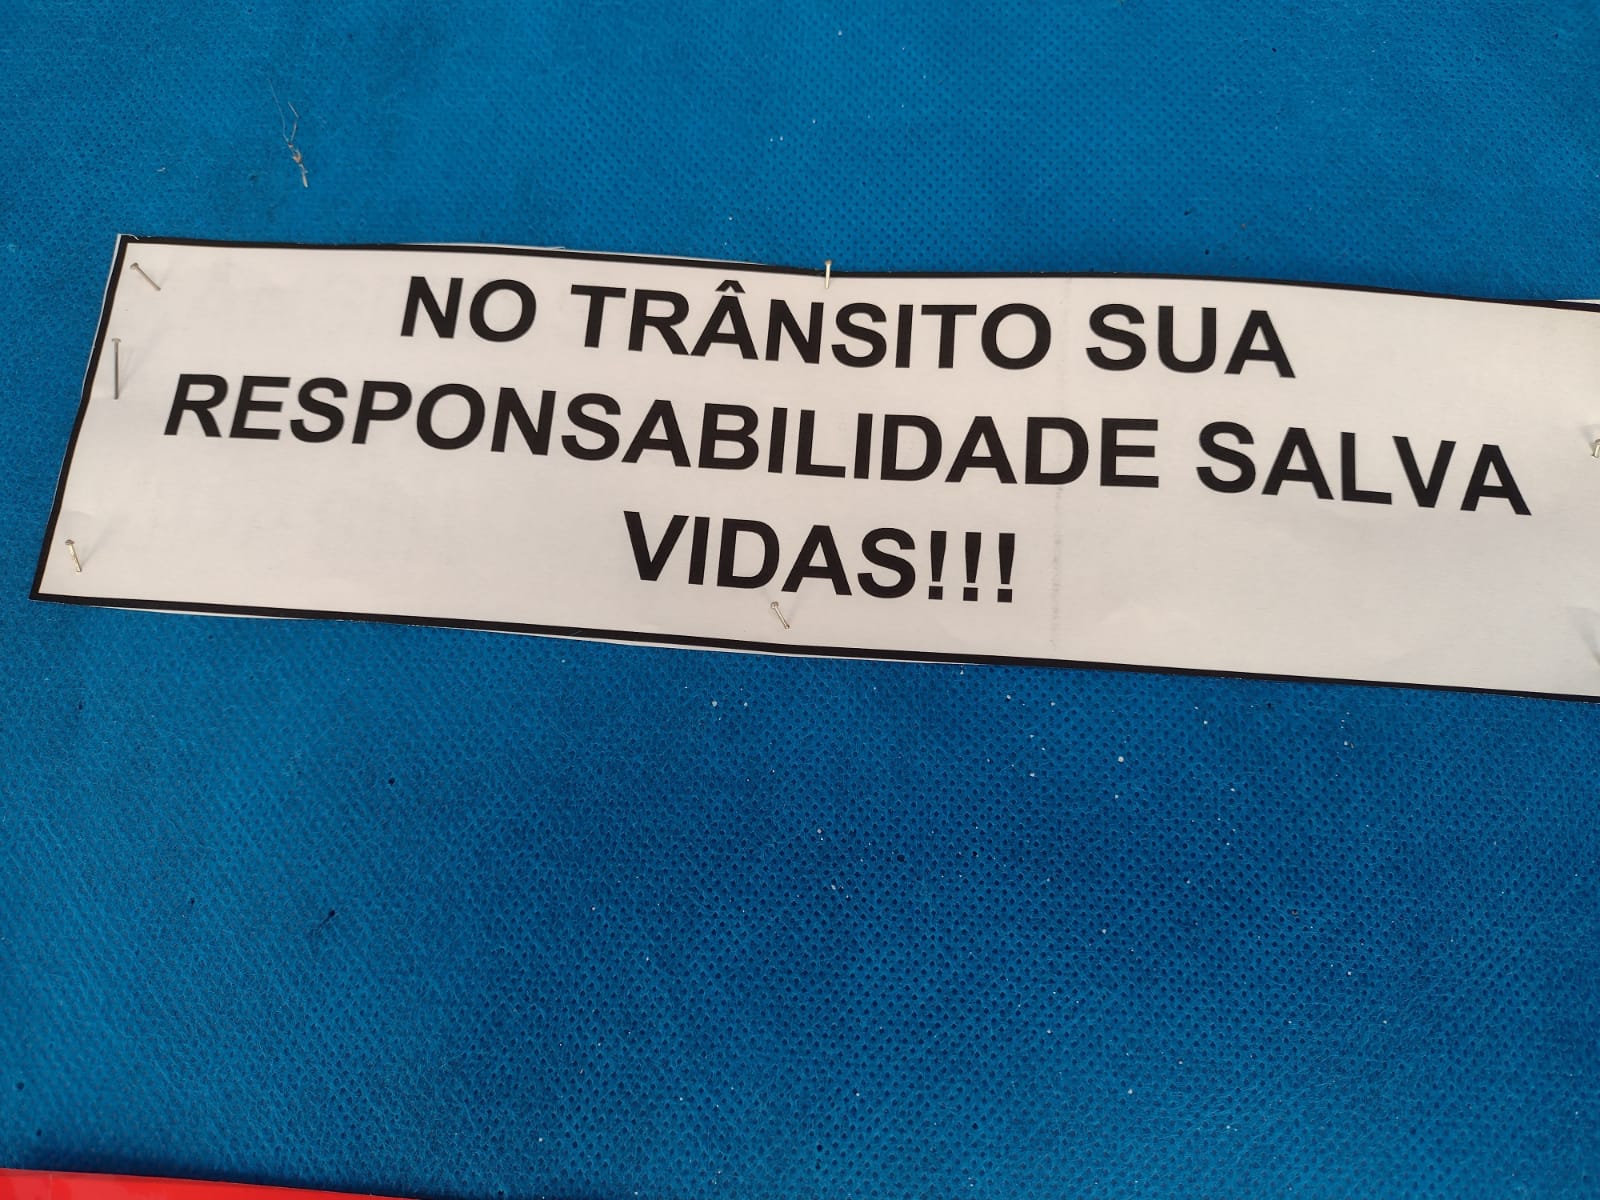 NO TRÂNSITO SUA
RESPONSABILIDADE SALVA
VIDAS!!!